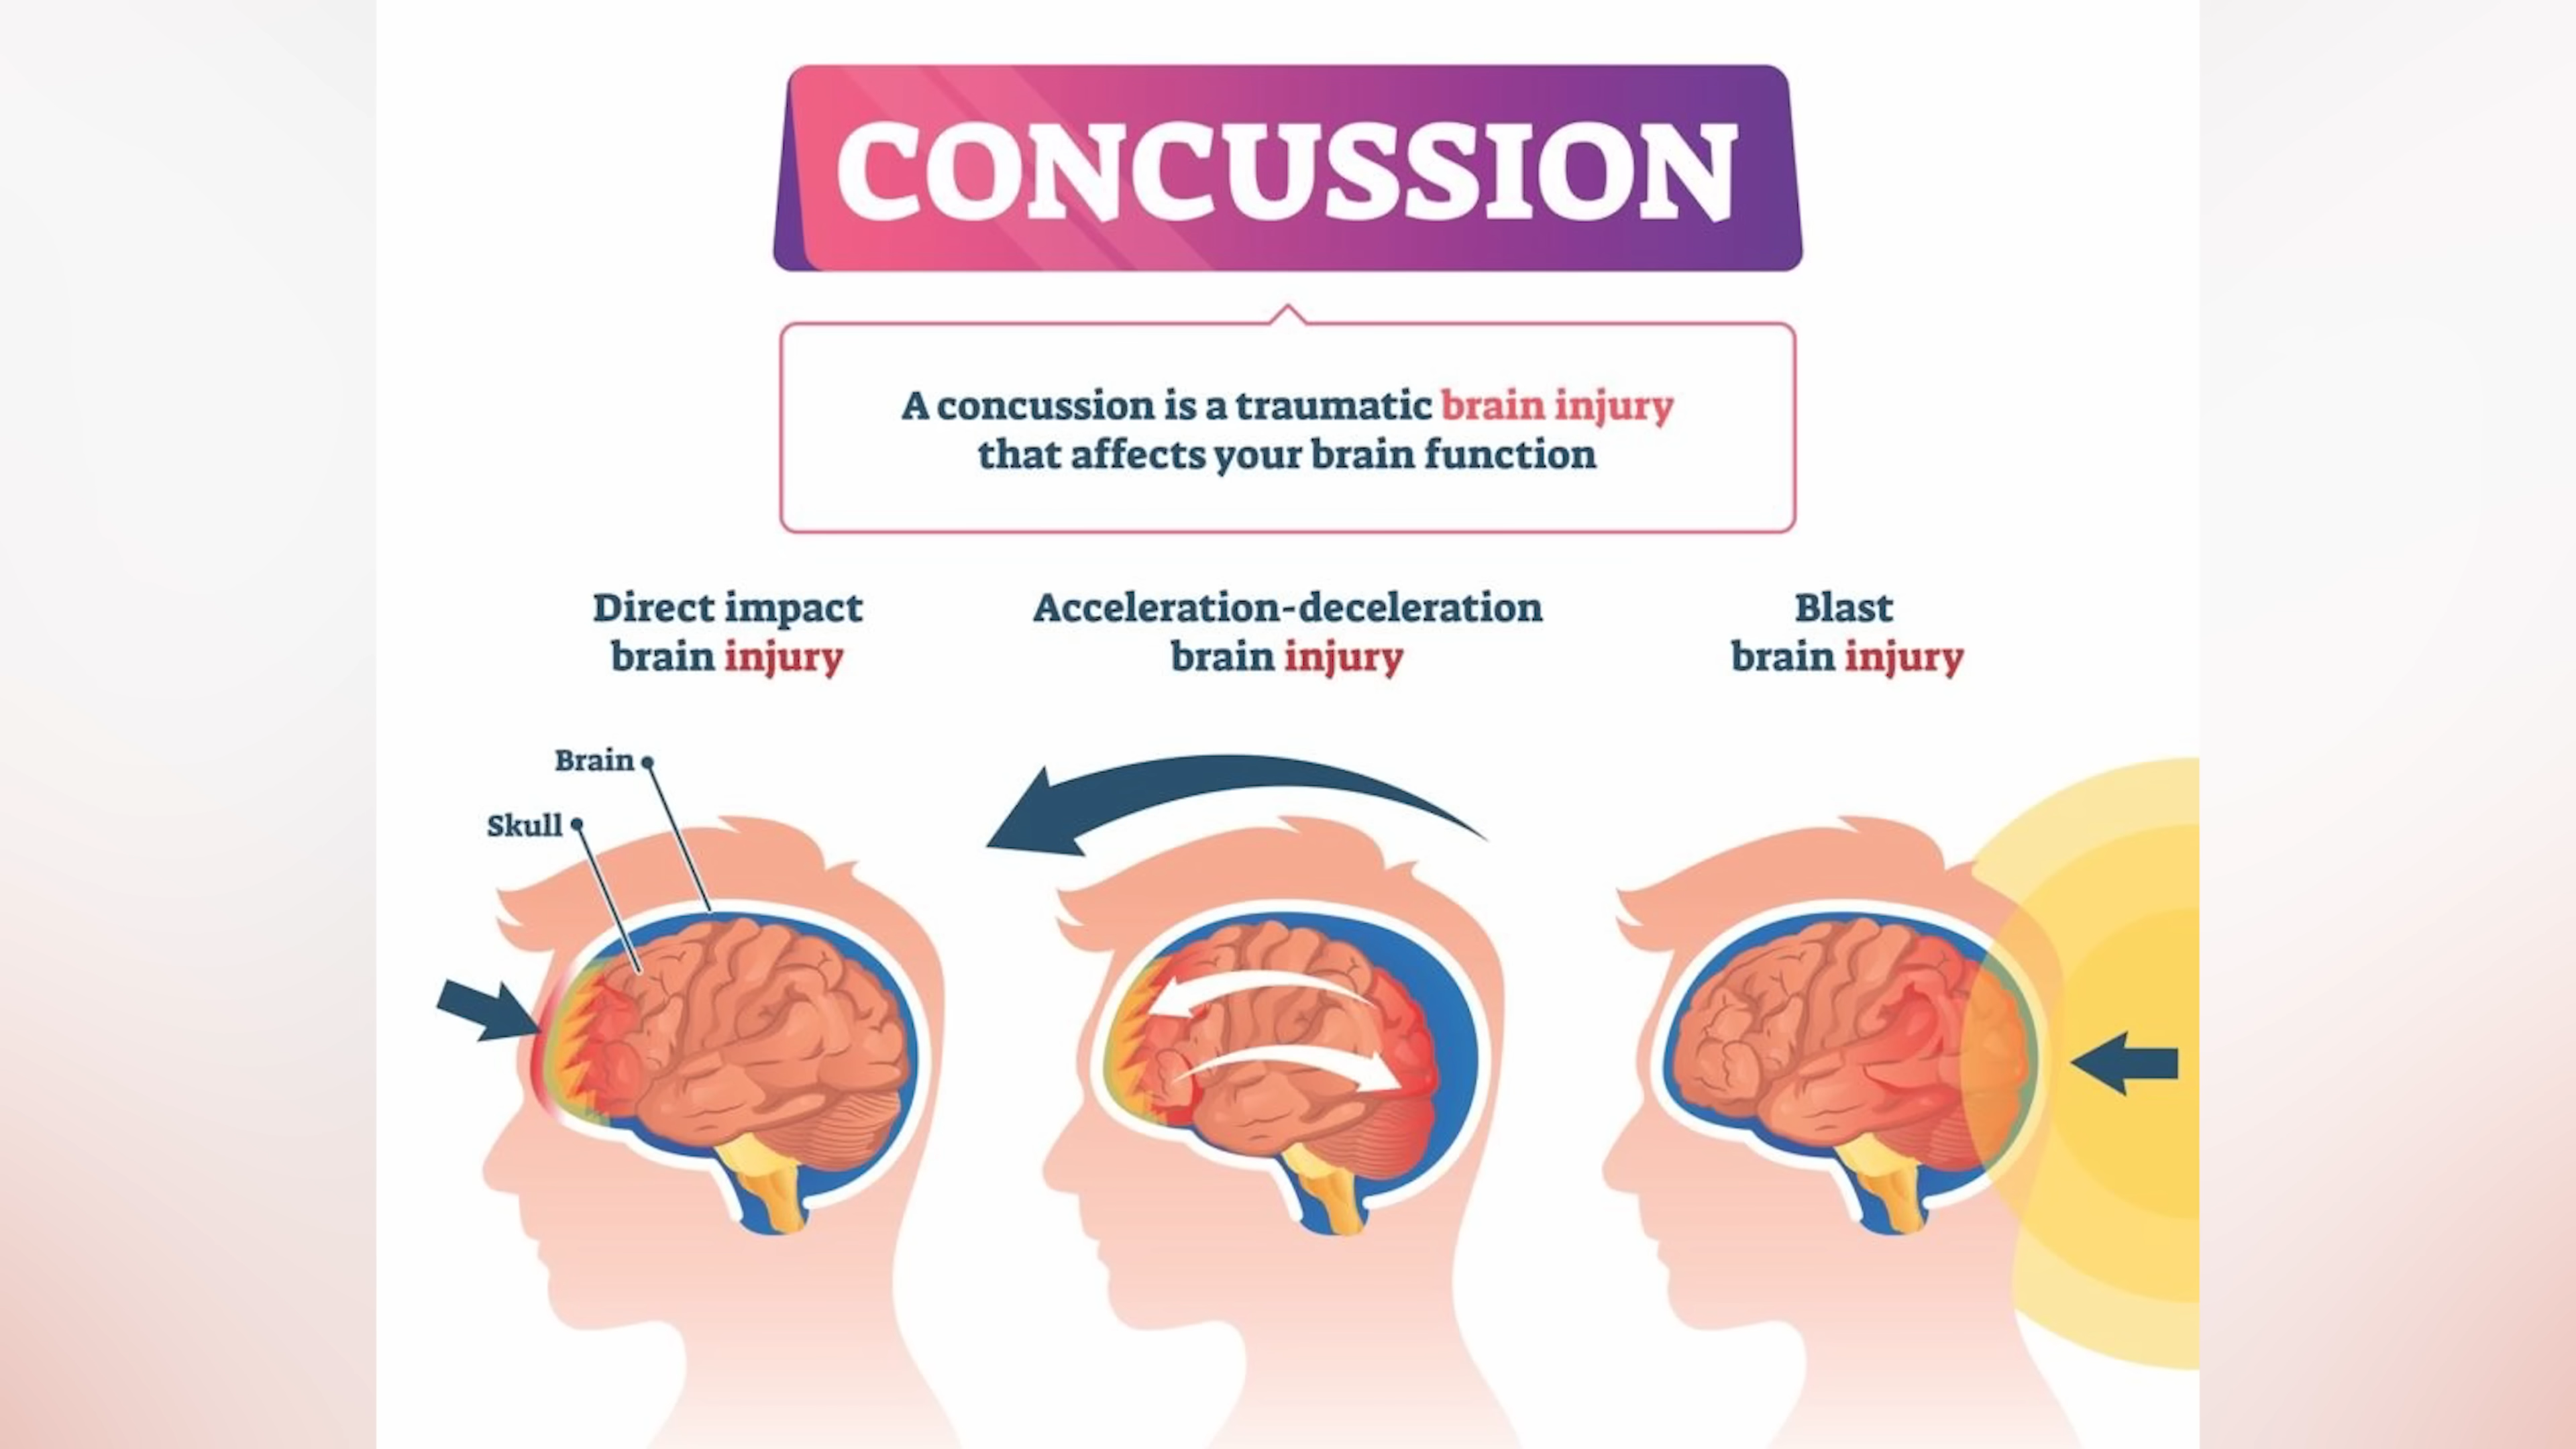 CONCUSSION
A concussion is a traumatic brain injury
that affects your brain function
Direct impact
brain injury
Acceleration-deceleration
brain injury
Blast
brain injury
Brain
Skull